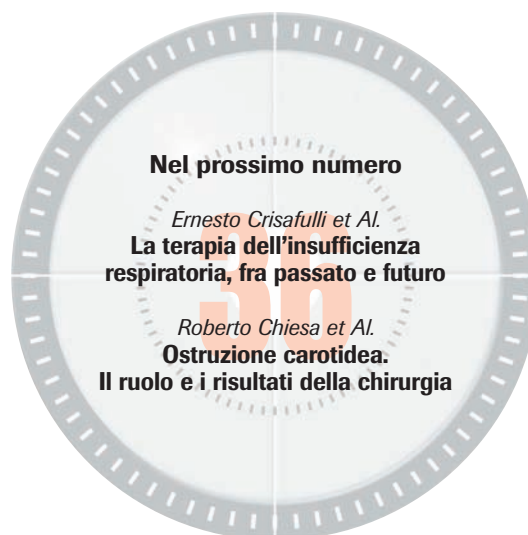 Nel prossimo numero
Ernesto Crisafulli et Al.
La terapia dell'insufficienza
respiratoria, fra passato e futuro
36
Roberto Chiesa et Al.
Ostruzione carotidea.
Il ruolo e i risultati della chirurgia